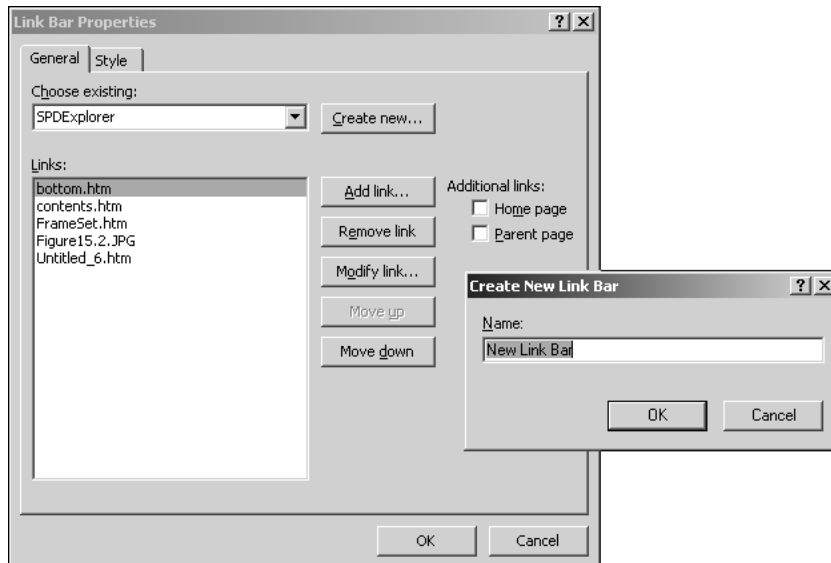 Link Bar Properties
General
Style
Choose existing:
SPDExplorer
Create new...
Links:
bottom.htm
contents.htm
FrameSet.htm
Figure15.2.JPG
Untitled_6.htm
Add link...
Remove link
Modify link...
Move up
Move down
Additional links:
Home page
Parent page
OK
Cancel
Create New Link Bar
Name:
New Link Bar
OK
Cancel